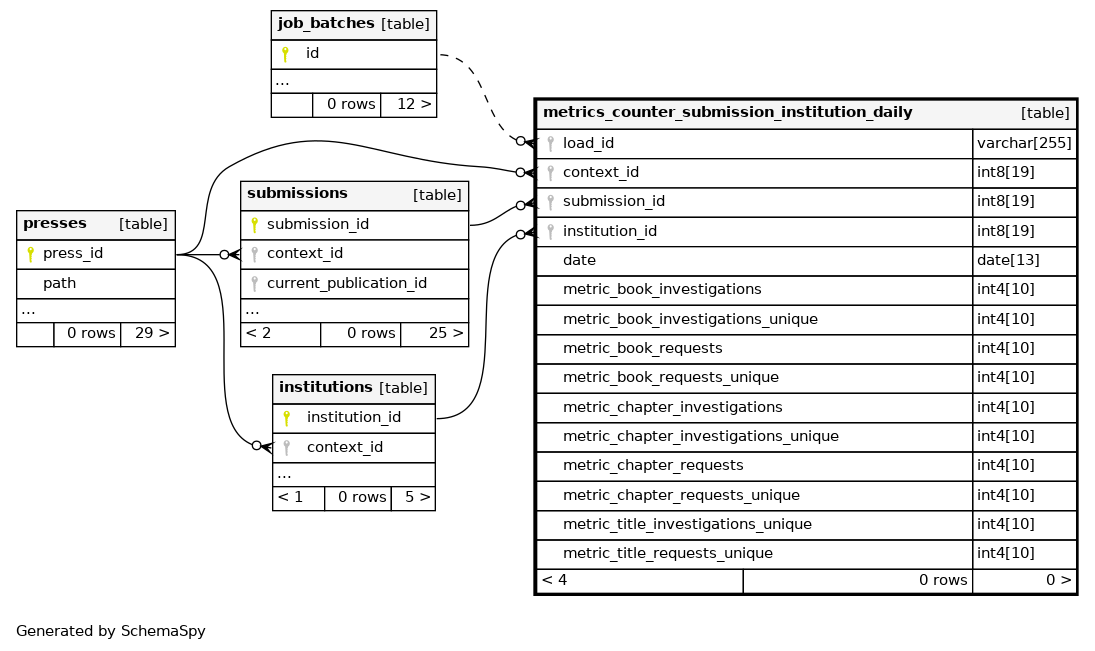 job_batches [table]
id
...
0 rows 12 >
metrics_counter_submission_institution_daily [table]
load_id varchar[255]
context_id int8[19]
submission_id int8[19]
institution_id int8[19]
date date[13]
metric_book_investigations int4[10]
metric_book_investigations_unique int4[10]
metric_book_requests int4[10]
metric_book_requests_unique int4[10]
metric_chapter_investigations int4[10]
metric_chapter_investigations_unique int4[10]
metric_chapter_requests int4[10]
metric_chapter_requests_unique int4[10]
metric_title_investigations_unique int4[10]
metric_title_requests_unique int4[10]
< 4 0 rows 0 >
submissions [table]
submission_id
context_id
current_publication_id
...
< 2 0 rows 25 >
presses [table]
press_id
path
...
0 rows 29 >
institutions [table]
institution_id
context_id
...
< 1 0 rows 5 >
Generated by SchemaSpy